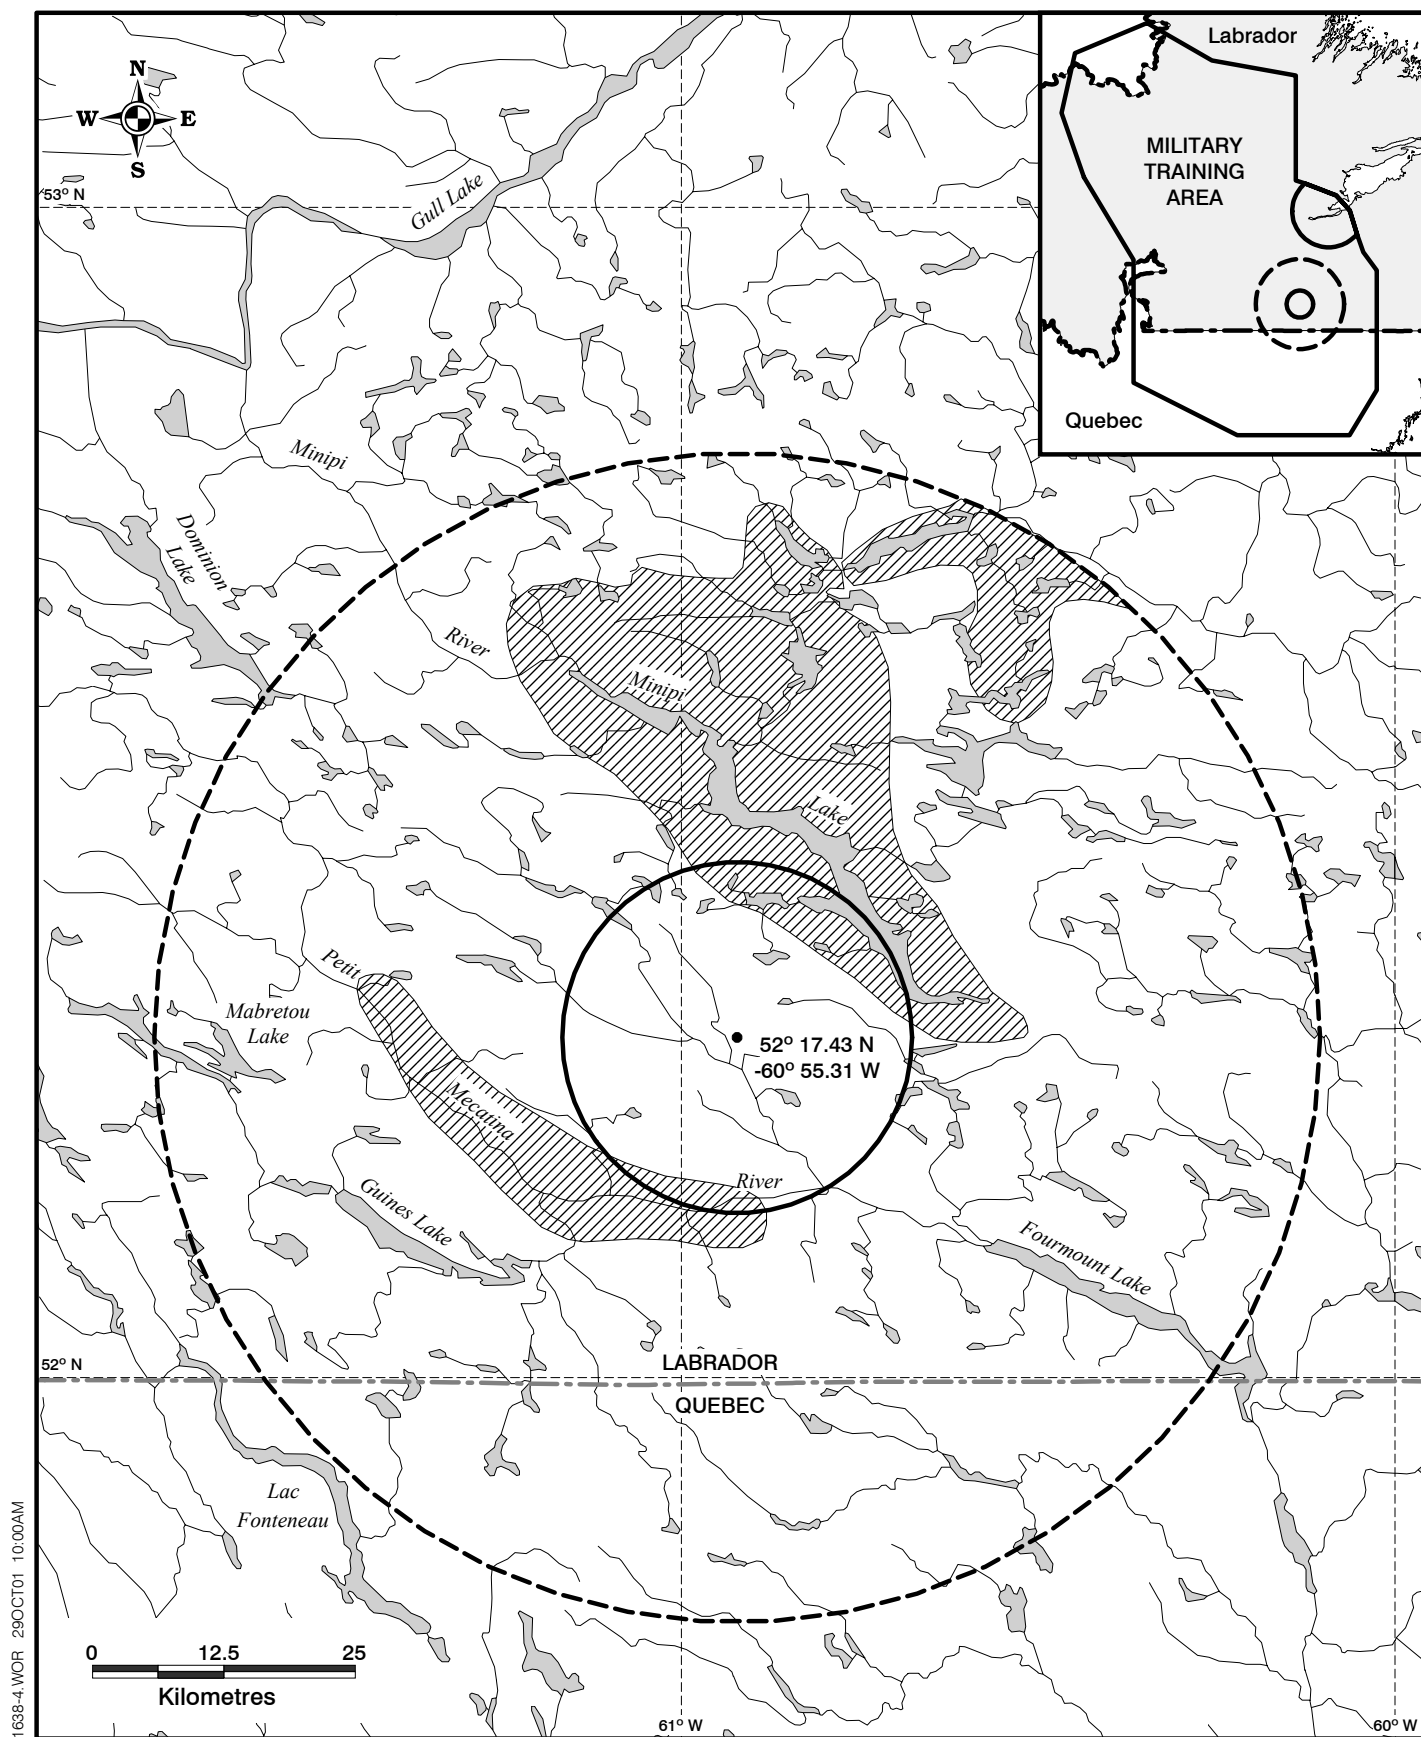 N
W E
S
53° N
Gull Lake
Labrador
MILITARY
TRAINING
AREA
Quebec
Minipi
Dominion
Lake
River
Minipi
Lake
Petit
Mabretou
Lake
52° 17.43 N
-60° 55.31 W
Mecatina
River
Guines Lake
Fourmount Lake
52° N
LABRADOR
QUEBEC
Lac
Fonteneau
0 12.5 25
Kilometres
61° W
60° W
1638-4.WOR 29OCT01 10:00AM